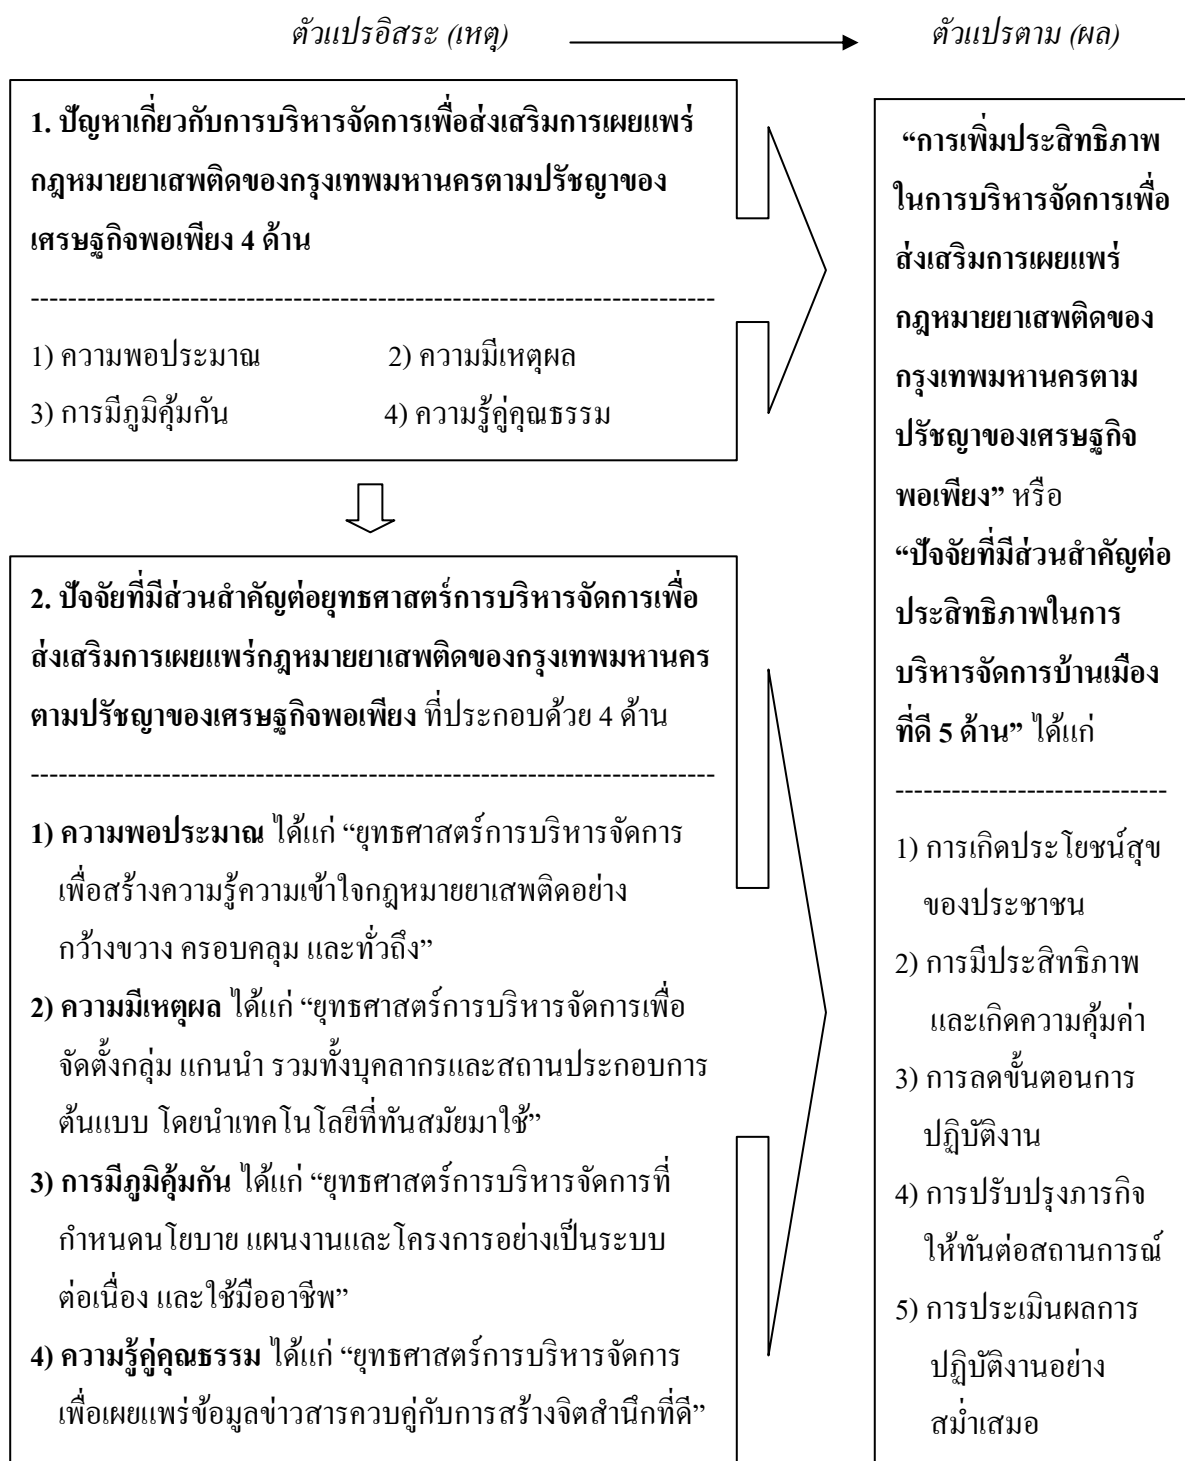 ตัวแปรอิสระ (เหตุ)
ตัวแปรตาม (ผล)
1. ปัญหาเกี่ยวกับการบริหารจัดการเพื่อส่งเสริมการเผยแพร่
กฎหมายยาเสพติดของกรุงเทพมหานครตามปรัชญาของ
เศรษฐกิจพอเพียง 4 ด้าน
-------------------------------------------------------------------------
1) ความพอประมาณ 2) ความมีเหตุผล
3) การมีภูมิคุ้มกัน 4) ความรู้คู่คุณธรรม
2. ปัจจัยที่มีส่วนสำคัญต่อยุทธศาสตร์การบริหารจัดการเพื่อ
ส่งเสริมการเผยแพร่กฎหมายยาเสพติดของกรุงเทพมหานคร
ตามปรัชญาของเศรษฐกิจพอเพียง ที่ประกอบด้วย 4 ด้าน
-------------------------------------------------------------------------
1) ความพอประมาณ ได้แก่ “ยุทธศาสตร์การบริหารจัดการ
เพื่อสร้างความรู้ความเข้าใจกฎหมายยาเสพติดอย่าง
กว้างขวาง ครอบคลุม และทั่วถึง”
2) ความมีเหตุผล ได้แก่ “ยุทธศาสตร์การบริหารจัดการเพื่อ
จัดตั้งกลุ่ม แกนนำ รวมทั้งบุคลากรและสถานประกอบการ
ต้นแบบ โดยนำเทคโนโลยีที่ทันสมัยมาใช้”
3) การมีภูมิคุ้มกัน ได้แก่ “ยุทธศาสตร์การบริหารจัดการที่
กำหนดนโยบาย แผนงานและโครงการอย่างเป็นระบบ
ต่อเนื่อง และใช้มืออาชีพ”
4) ความรู้คู่คุณธรรม ได้แก่ “ยุทธศาสตร์การบริหารจัดการ
เพื่อเผยแพร่ข้อมูลข่าวสารควบคู่กับการสร้างจิตสำนึกที่ดี”
“การเพิ่มประสิทธิภาพ
ในการบริหารจัดการเพื่อ
ส่งเสริมการเผยแพร่
กฎหมายยาเสพติดของ
กรุงเทพมหานครตาม
ปรัชญาของเศรษฐกิจ
พอเพียง” หรือ
“ปัจจัยที่มีส่วนสำคัญต่อ
ประสิทธิภาพในการ
บริหารจัดการบ้านเมือง
ที่ดี 5 ด้าน” ได้แก่
-----------------------------
1) การเกิดประโยชน์สุข
ของประชาชน
2) การมีประสิทธิภาพ
และเกิดความคุ้มค่า
3) การลดขั้นตอนการ
ปฏิบัติงาน
4) การปรับปรุงภารกิจ
ให้ทันต่อสถานการณ์
5) การประเมินผลการ
ปฏิบัติงานอย่าง
สม่ำเสมอ